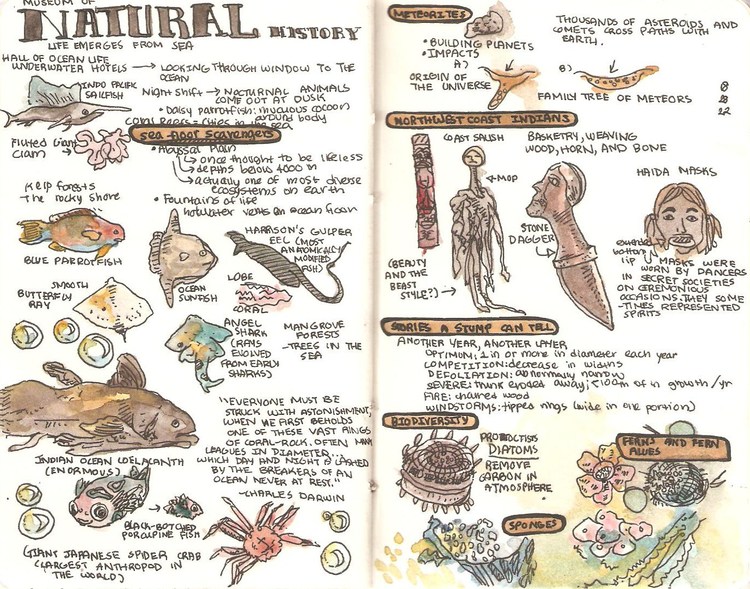 MUSEUM OF
NATURAL HISTORY
LIFE EMERGES FROM SEA
HALL OF OCEAN LIFE
UNDERWATER HOTELS → LOOKING THROUGH WINDOW TO THE
OCEAN
INDO PACIFIC
SAILFISH
NIGHT SHIFT → NOCTURNAL ANIMALS
COME OUT AT DUSK
• Daisy parrotfish: mucuous cocoon
around body
coral reefs = cities in the sea
Fluted Giant
Clam →
Sea floor scavengers
• Abyssal Plain
once thought to be lifeless
→ depths below 4000 m
→ actually one of most diverse
ecosystems on earth
• Fountains of life
hotwater vents on ocean floor
Kelp forests
The rocky shore
BLUE PARROTFISH
OCEAN
SUNFISH
HARRISON'S GULPER
EEL (MOST
ANATOMICALLY
MODIFIED
FISH)
LOBE
CORAL
SMOOTH
BUTTERFLY
RAY
ANGEL
SHARK
(RAYS
EVOLVED
FROM EARLY
SHARKS)
MANGROVE
FORESTS
-TREES IN THE
SEA
INDIAN OCEAN COELACANTH
(ENORMOUS)
"EVERYONE MUST BE
STRUCK WITH ASTONISHMENT,
WHEN HE FIRST BEHOLDS
ONE OF THESE VAST RINGS
OF CORAL-ROCK, OFTEN MANY
LEAGUES IN DIAMETER...
WHICH DAY AND NIGHT IS LASHED
BY THE BREAKERS OF AN
OCEAN NEVER AT REST."
-CHARLES DARWIN
BLACK-BOTCHED
PORCUPINE FISH
GIANT JAPANESE SPIDER CRAB
(LARGEST ANTHROPOD IN
THE WORLD)
METEORITES
• BUILDING PLANETS
• IMPACTS
THOUSANDS OF ASTEROIDS AND
COMETS CROSS PATHS WITH
EARTH.
A)
ORIGIN OF
THE UNIVERSE
B)
FAMILY TREE OF METEORS
22
NORTHWEST COAST INDIANS
COAST SALISH
BASKETRY, WEAVING
WOOD, HORN, AND BONE
← MOP
STONE
DAGGER
HAIDA MASKS
(BEAUTY
AND THE
BEAST
STYLE?) →
extended
bottom
lip
MASKS WERE
WORN BY DANCERS
IN SECRET SOCIETIES
ON CEREMONIOUS
OCCASIONS. THEY SOME
-TIMES REPRESENTED
SPIRITS
STORIES A STUMP CAN TELL
ANOTHER YEAR, ANOTHER LAYER
OPTIMUM: 1 in or more in diameter each year
COMPETITION: decrease in widths
DEFOLIATION: abnormally narrow
SEVERE: trunk eroded away; < 100th of in growth/yr
FIRE: charred wood
WINDSTORMS: tipped rings (wide in one portion)
BIODIVERSITY
PROTOCTISTS
DIATOMS
REMOVE
CARBON IN
ATMOSPHERE
FERNS AND FERN
ALLIES
SPONGES